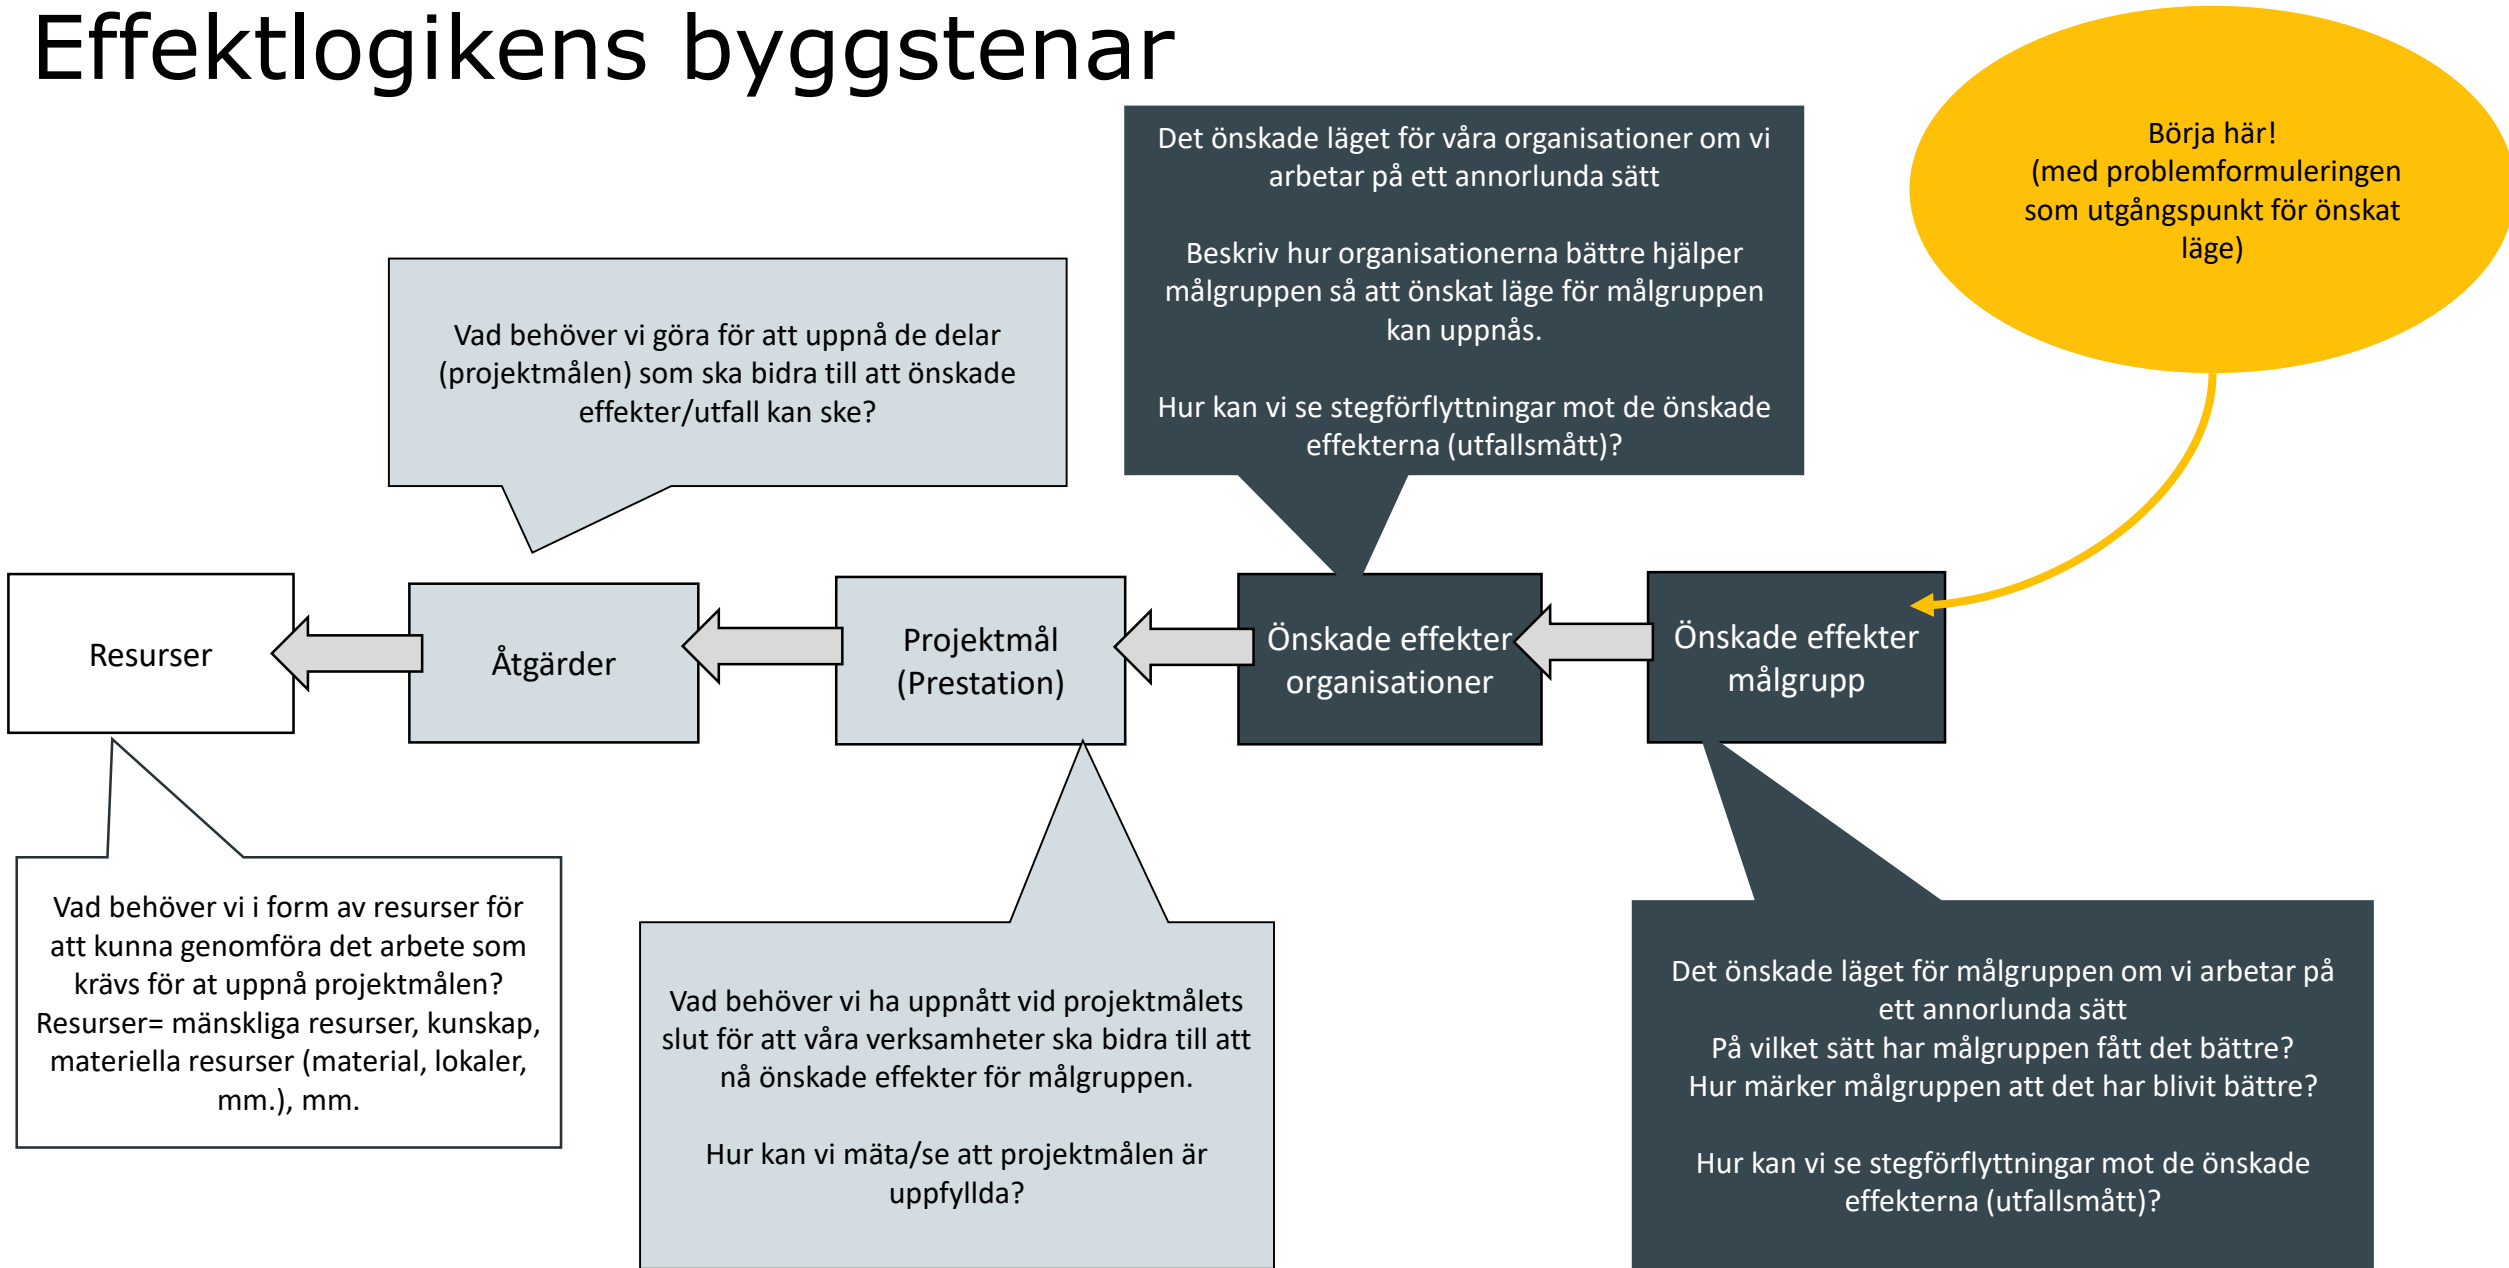 Effektlogikens byggstenar
Börja här!
(med problemformuleringen
som utgångspunkt för önskat
läge)
Det önskade läget för våra organisationer om vi
arbetar på ett annorlunda sätt
Beskriv hur organisationerna bättre hjälper
målgruppen så att önskat läge för målgruppen
kan uppnås.
Hur kan vi se stegförflyttningar mot de önskade
effekterna (utfallsmått)?
Vad behöver vi göra för att uppnå de delar
(projektmålen) som ska bidra till att önskade
effekter/utfall kan ske?
Resurser
Åtgärder
Projektmål
(Prestation)
Önskade effekter
organisationer
Önskade effekter
målgrupp
Vad behöver vi i form av resurser för
att kunna genomföra det arbete som
krävs för at uppnå projektmålen?
Resurser= mänskliga resurser, kunskap,
materiella resurser (material, lokaler,
mm.), mm.
Vad behöver vi ha uppnått vid projektmålets
slut för att våra verksamheter ska bidra till att
nå önskade effekter för målgruppen.
Hur kan vi mäta/se att projektmålen är
uppfyllda?
Det önskade läget för målgruppen om vi arbetar på
ett annorlunda sätt
På vilket sätt har målgruppen fått det bättre?
Hur märker målgruppen att det har blivit bättre?
Hur kan vi se stegförflyttningar mot de önskade
effekterna (utfallsmått)?